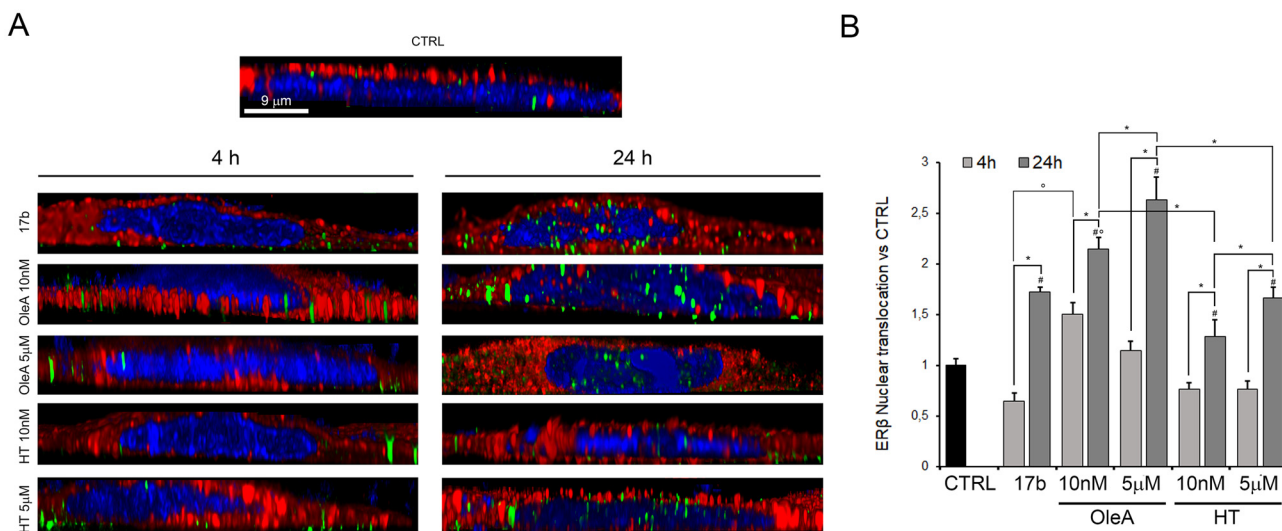 A
CTRL
9 μm
4 h
24 h
17b
OleA 10nM
OleA 5μM
HT 10nM
HT 5μM
B
ERβ Nuclear translocation vs CTRL
4h
24h
3
2,5
2
1,5
1
0,5
0
*
*
*
°
*
*
#°
#
*
#
*
*
*
#
*
#
CTRL
17b
10nM
5μM
10nM
5μM
OleA
HT